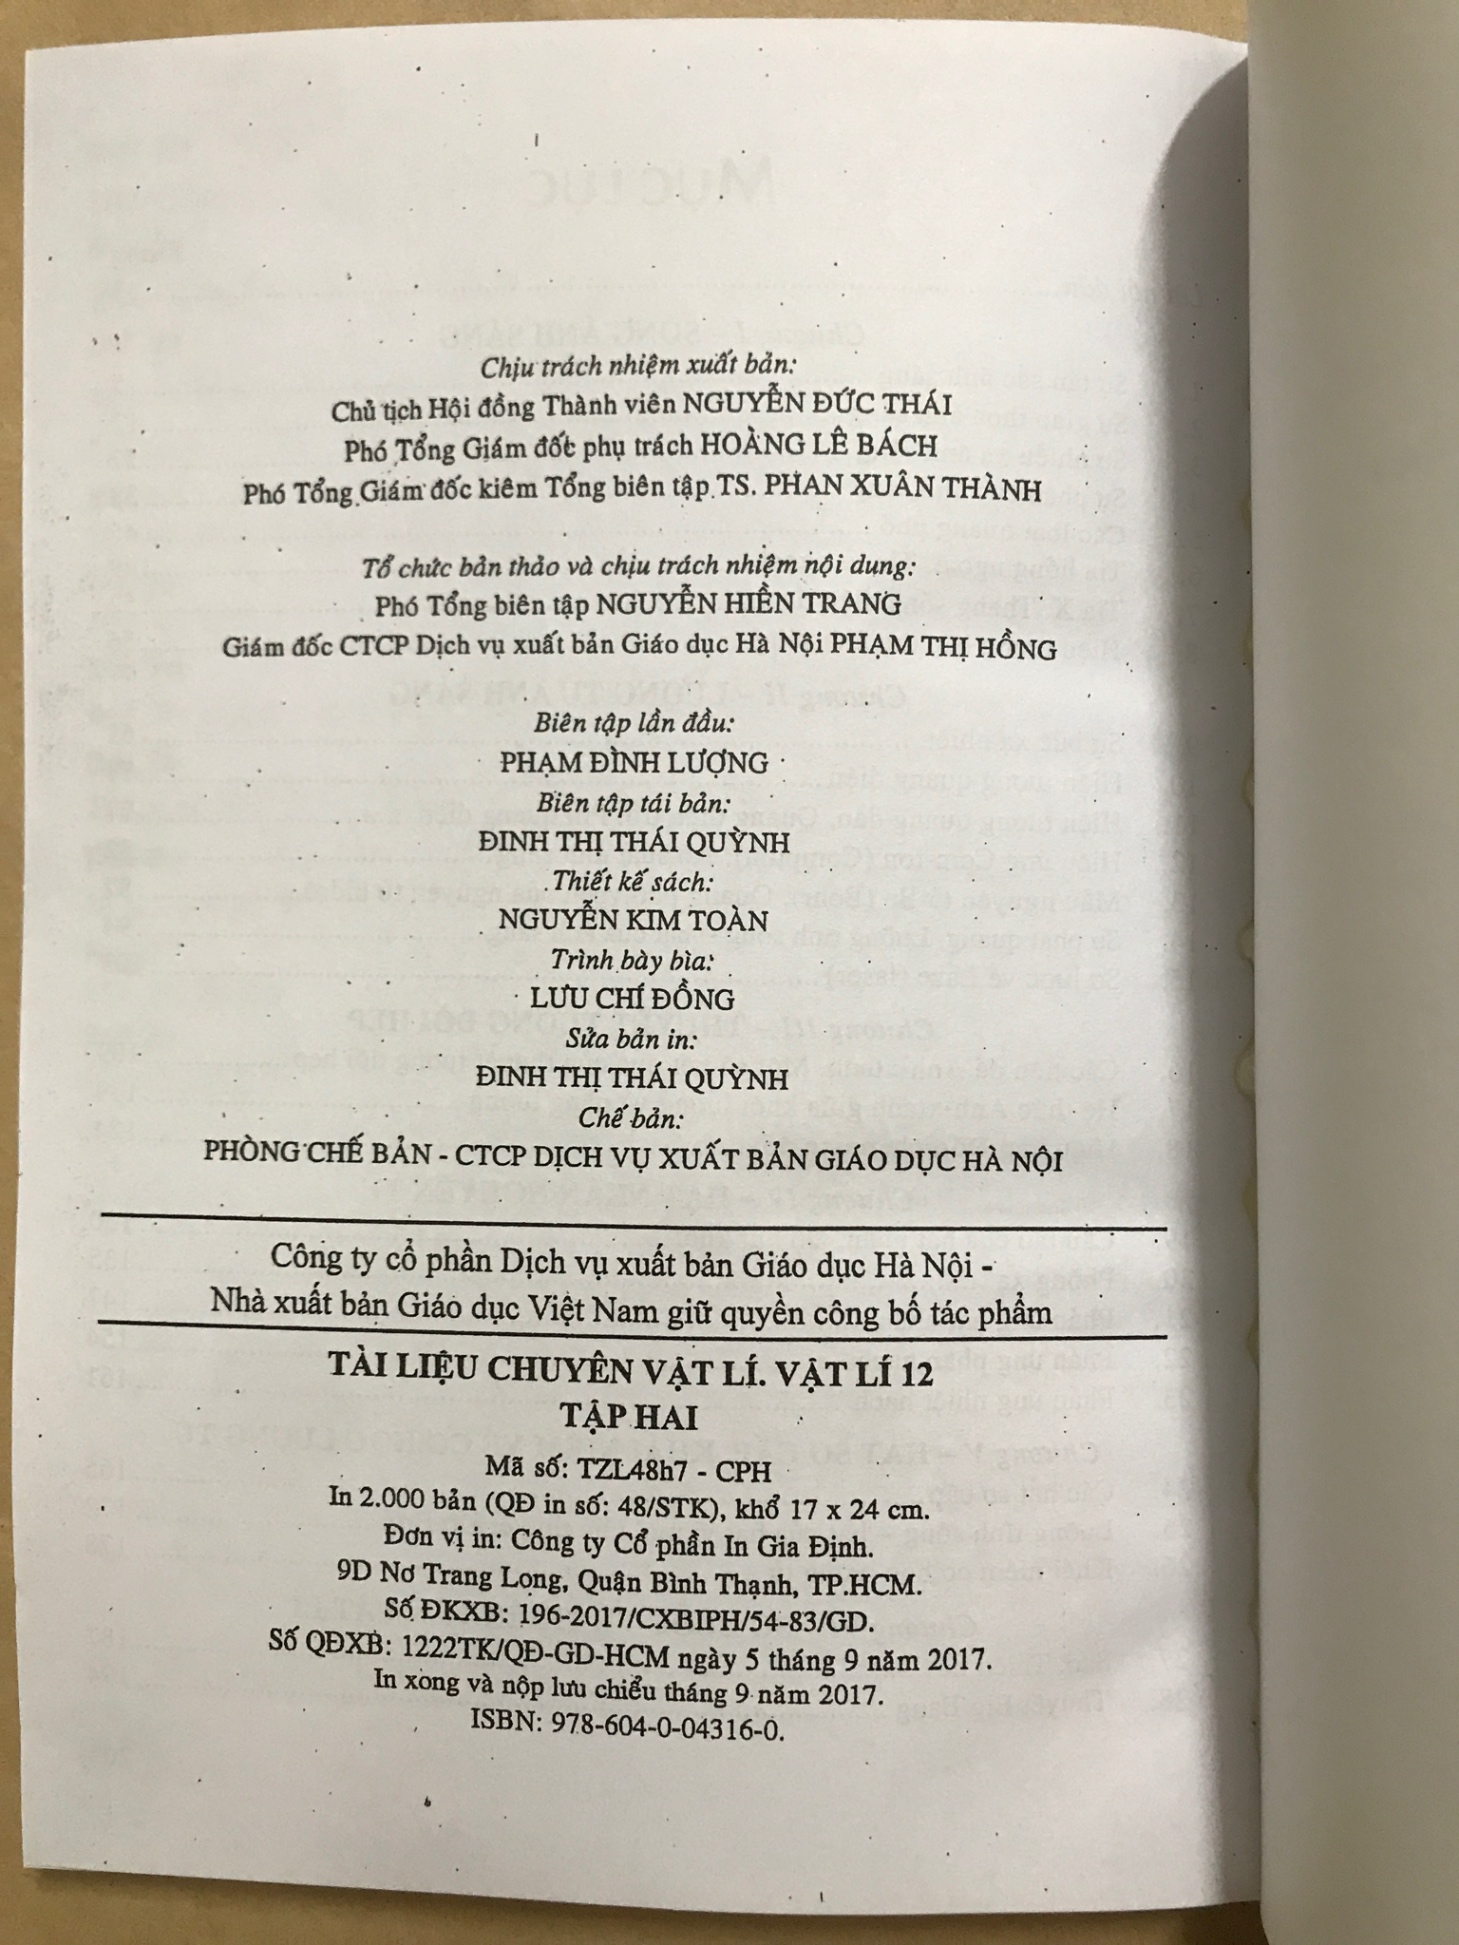 Chịu trách nhiệm xuất bản:
Chủ tịch Hội đồng Thành viên NGUYỄN ĐỨC THÁI
Phó Tổng Giám đốc phụ trách HOÀNG LÊ BÁCH
Phó Tổng Giám đốc kiêm Tổng biên tập TS. PHAN XUÂN THÀNH
Tổ chức bản thảo và chịu trách nhiệm nội dung:
Phó Tổng biên tập NGUYỄN HIỀN TRANG
Giám đốc CTCP Dịch vụ xuất bản Giáo dục Hà Nội PHẠM THỊ HỒNG
Biên tập lần đầu:
PHẠM ĐÌNH LƯỢNG
Biên tập tái bản:
ĐINH THỊ THÁI QUỲNH
Thiết kế sách:
NGUYỄN KIM TOÀN
Trình bày bìa:
LƯU CHÍ ĐỒNG
Sửa bản in:
ĐINH THỊ THÁI QUỲNH
Chế bản:
PHÒNG CHẾ BẢN - CTCP DỊCH VỤ XUẤT BẢN GIÁO DỤC HÀ NỘI
Công ty cổ phần Dịch vụ xuất bản Giáo dục Hà Nội -
Nhà xuất bản Giáo dục Việt Nam giữ quyền công bố tác phẩm
TÀI LIỆU CHUYÊN VẬT LÍ. VẬT LÍ 12
TẬP HAI
Mã số: TZL48h7 - CPH
In 2.000 bản (QĐ in số: 48/STK), khổ 17 x 24 cm.
Đơn vị in: Công ty Cổ phần In Gia Định.
9D Nơ Trang Long, Quận Bình Thạnh, TP.HCM.
Số ĐKXB: 196-2017/CXBIPH/54-83/GD.
Số QĐXB: 1222TK/QĐ-GD-HCM ngày 5 tháng 9 năm 2017.
In xong và nộp lưu chiểu tháng 9 năm 2017.
ISBN: 978-604-0-04316-0.